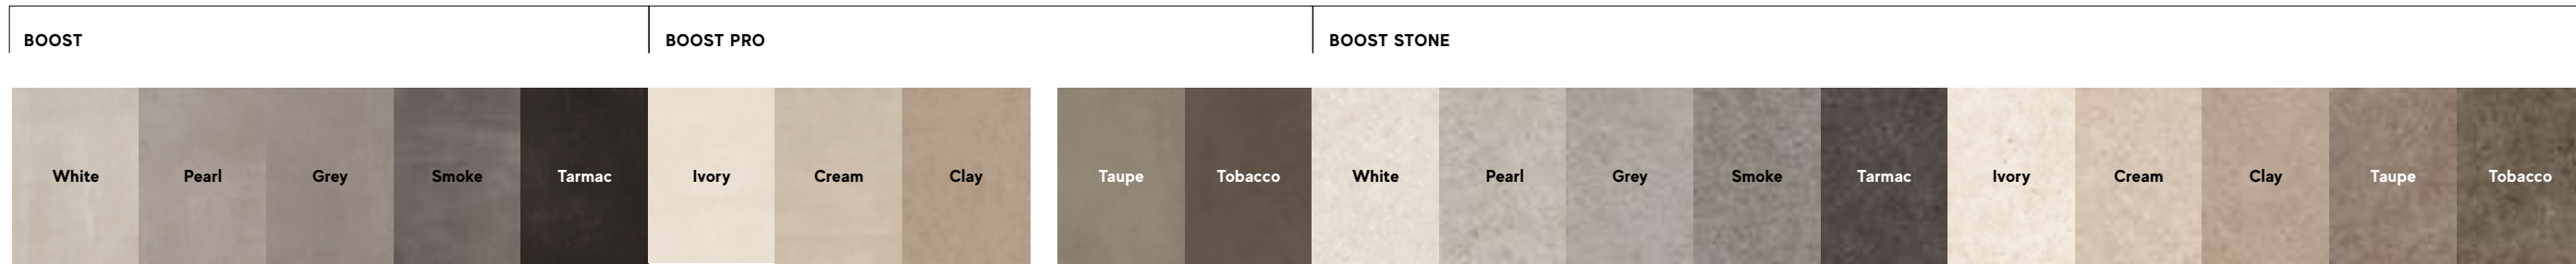 BOOST
BOOST PRO
BOOST STONE
White
Pearl
Grey
Smoke
Tarmac
Ivory
Cream
Clay
Taupe
Tobacco
White
Pearl
Grey
Smoke
Tarmac
Ivory
Cream
Clay
Taupe
Tobacco